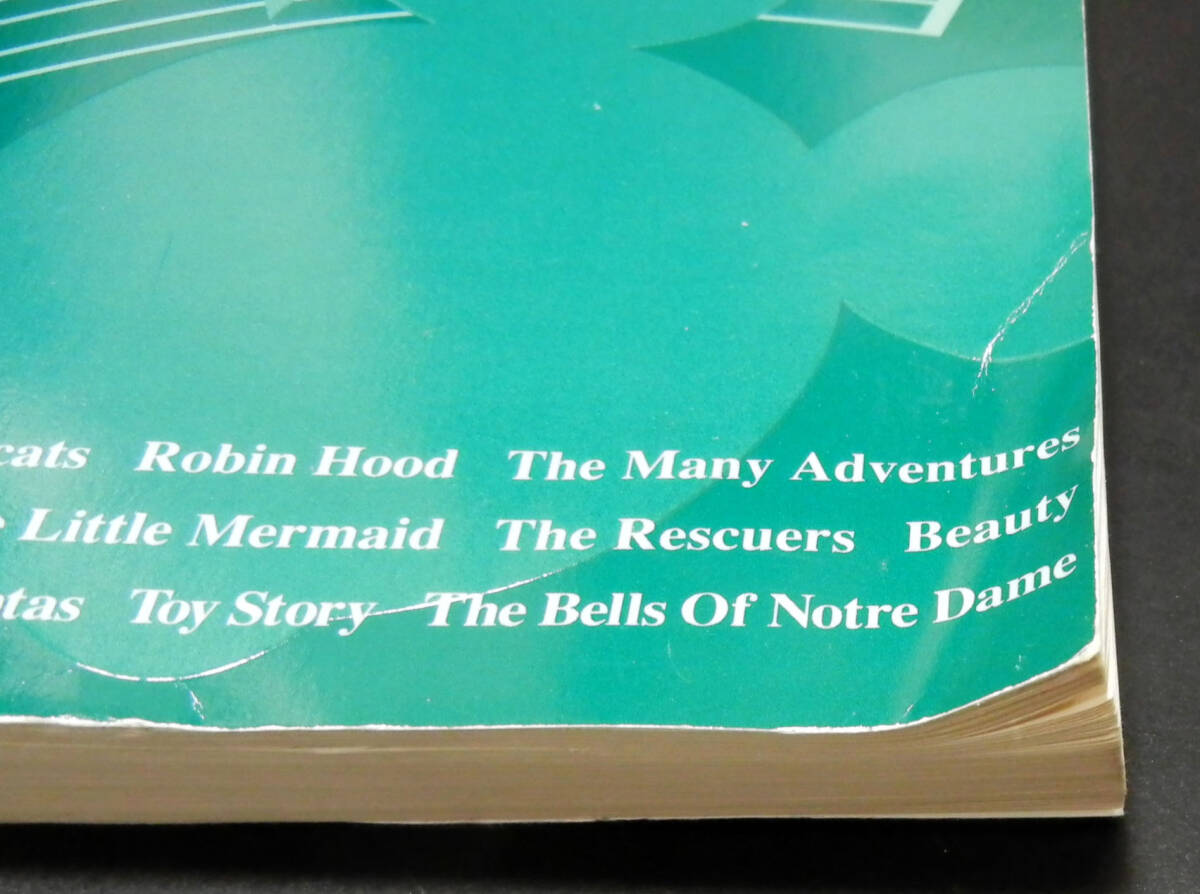 cats Robin Hood The Many Adventures
Little Mermaid The Rescuers Beauty
ntas Toy Story The Bells Of Notre Dame